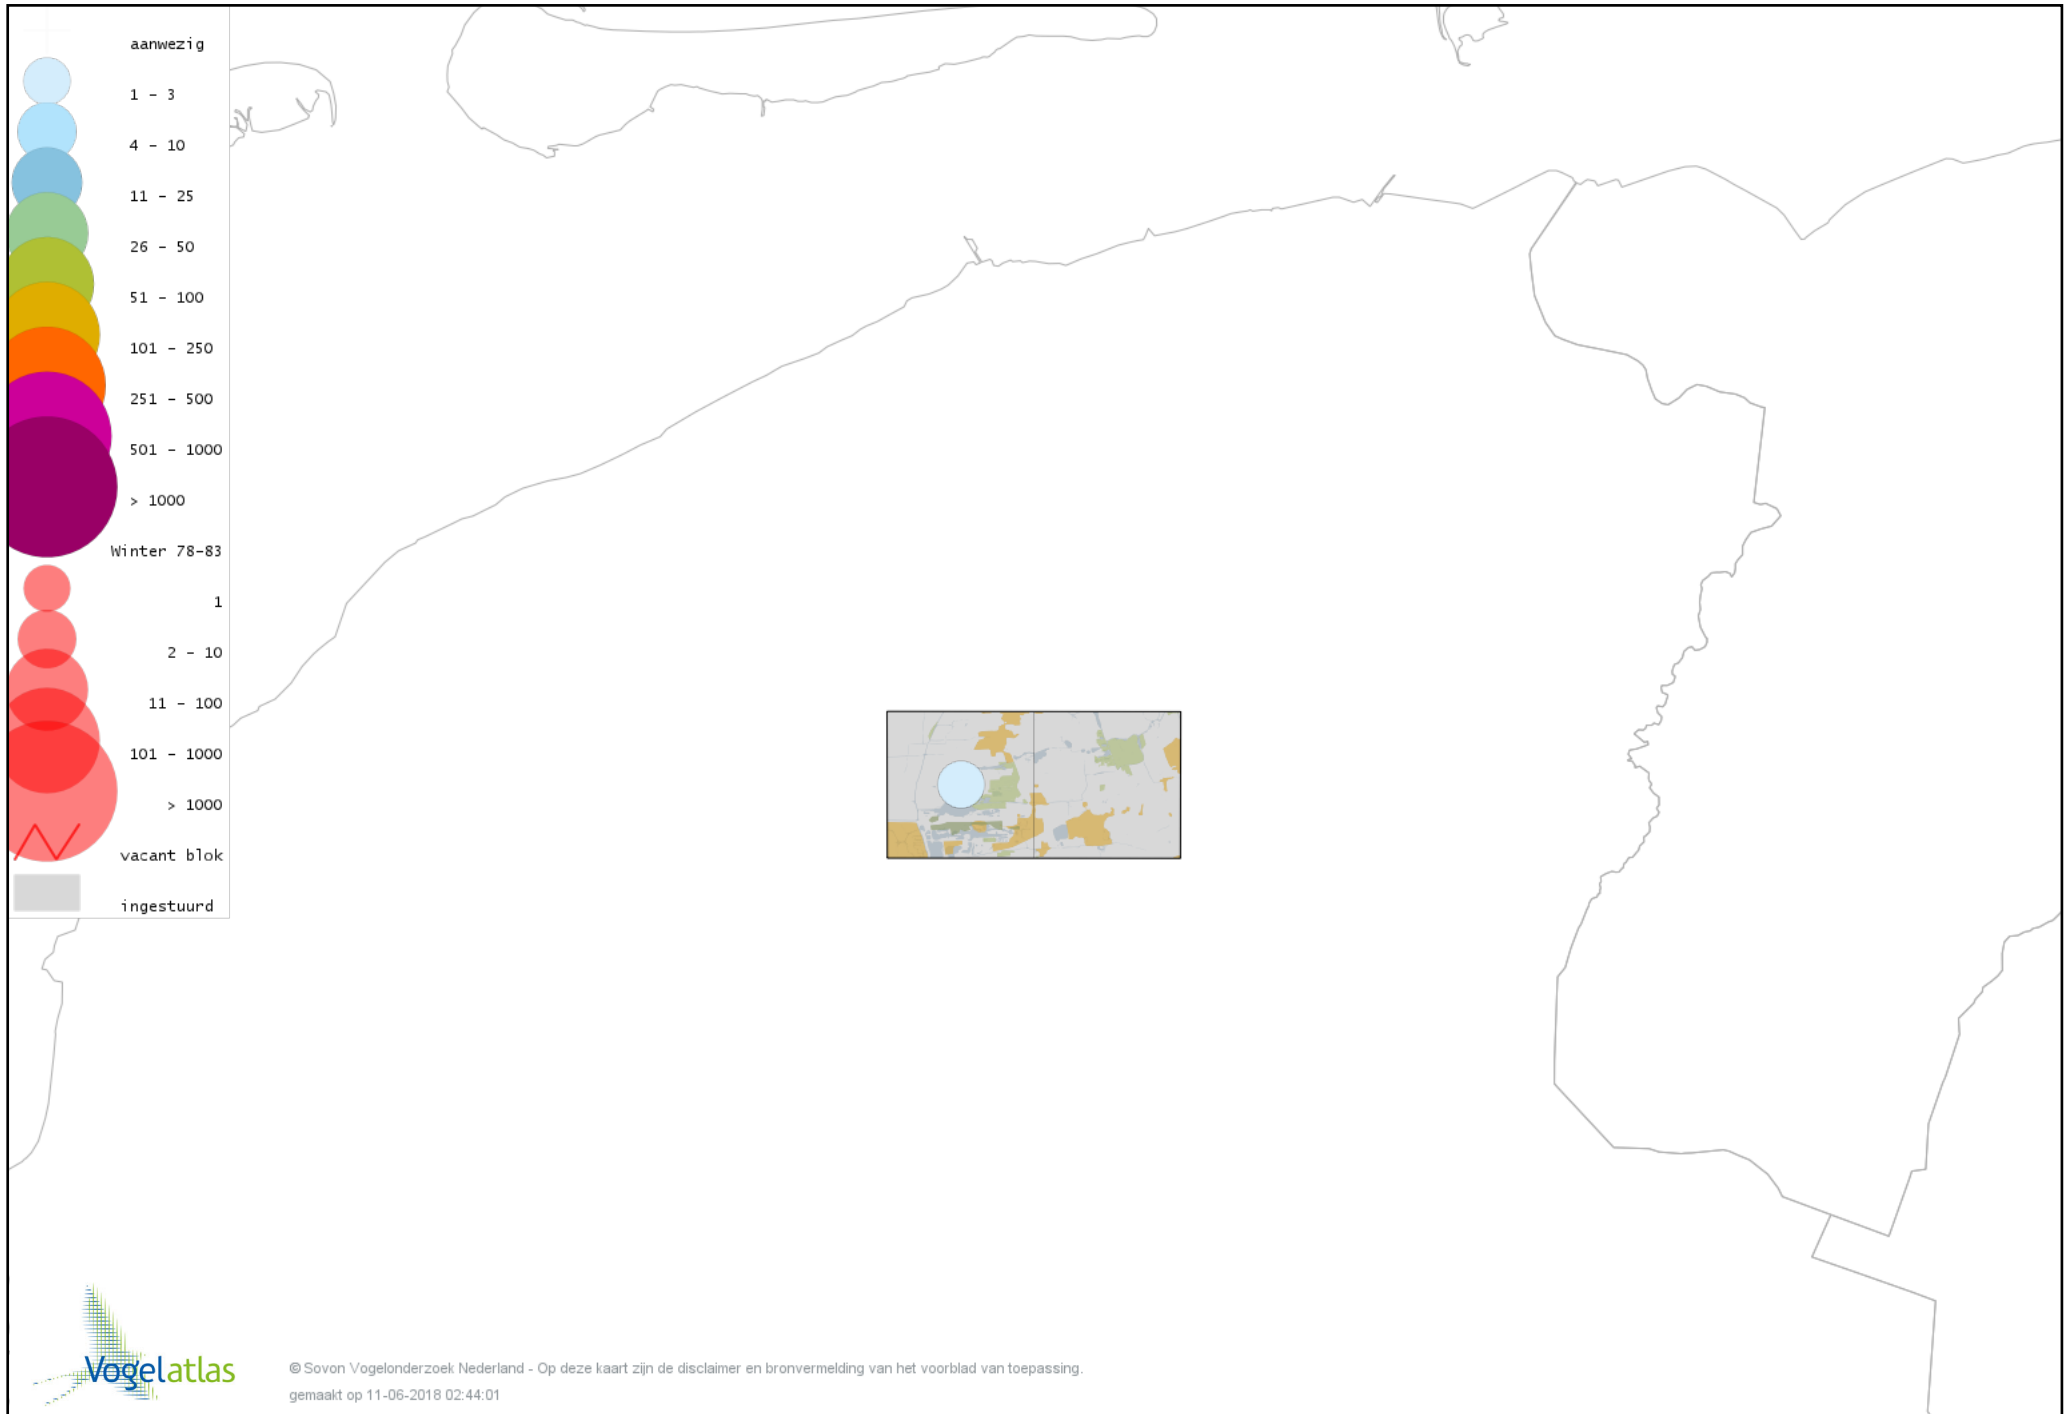 aanwezig
1 - 3
4 - 10
11 - 25
26 - 50
51 - 100
101 - 250
251 - 500
501 - 1000
> 1000
Winter 78-83
1
2 - 10
11 - 100
101 - 1000
> 1000
vacant blok
ingestuurd
Vogelatlas
© Sovon Vogelonderzoek Nederland - Op deze kaart zijn de disclaimer en bronvermelding van het voorblad van toepassing.
gemaakt op 11-06-2018 02:44:01